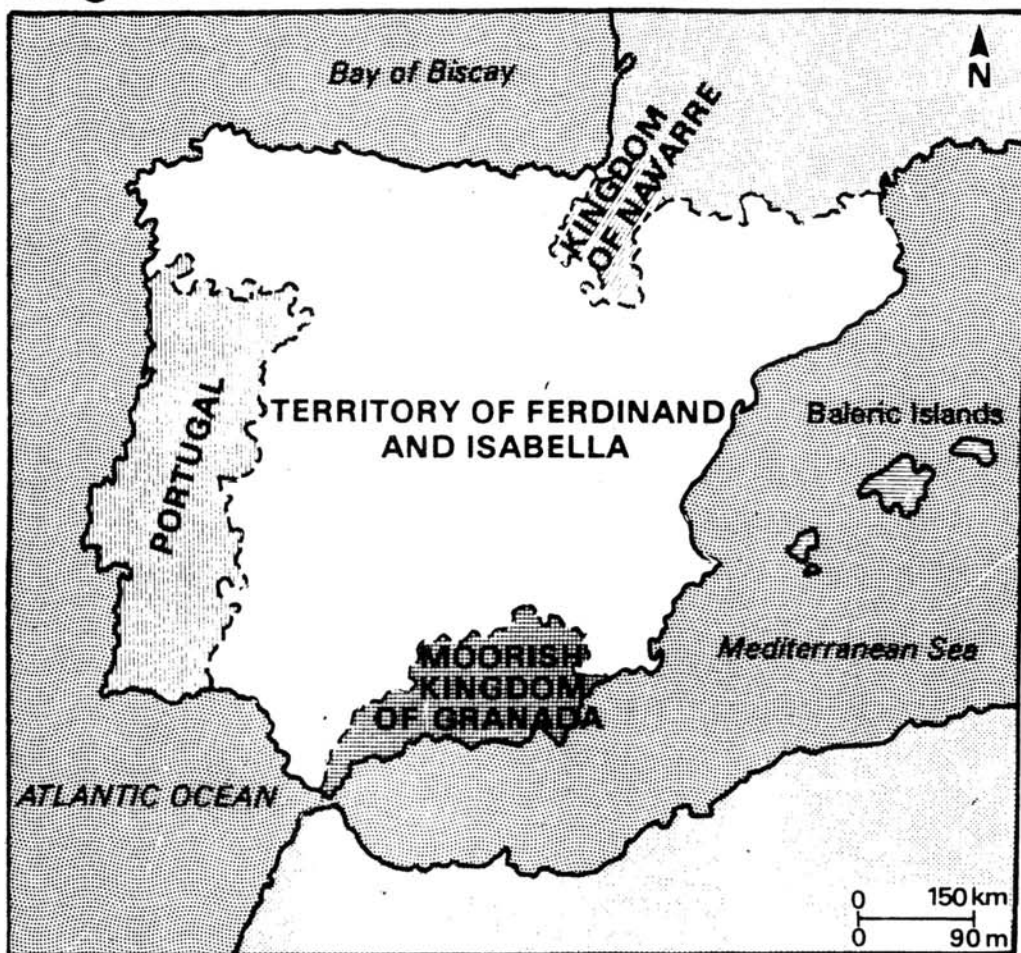 Bay of Biscay
N
KINGDOM
OF NAVARRE
PORTUGAL
TERRITORY OF FERDINAND
AND ISABELLA
Baleric Islands
MOORISH
KINGDOM
OF GRANADA
Mediterranean Sea
ATLANTIC OCEAN
0 150 km
0 90 m